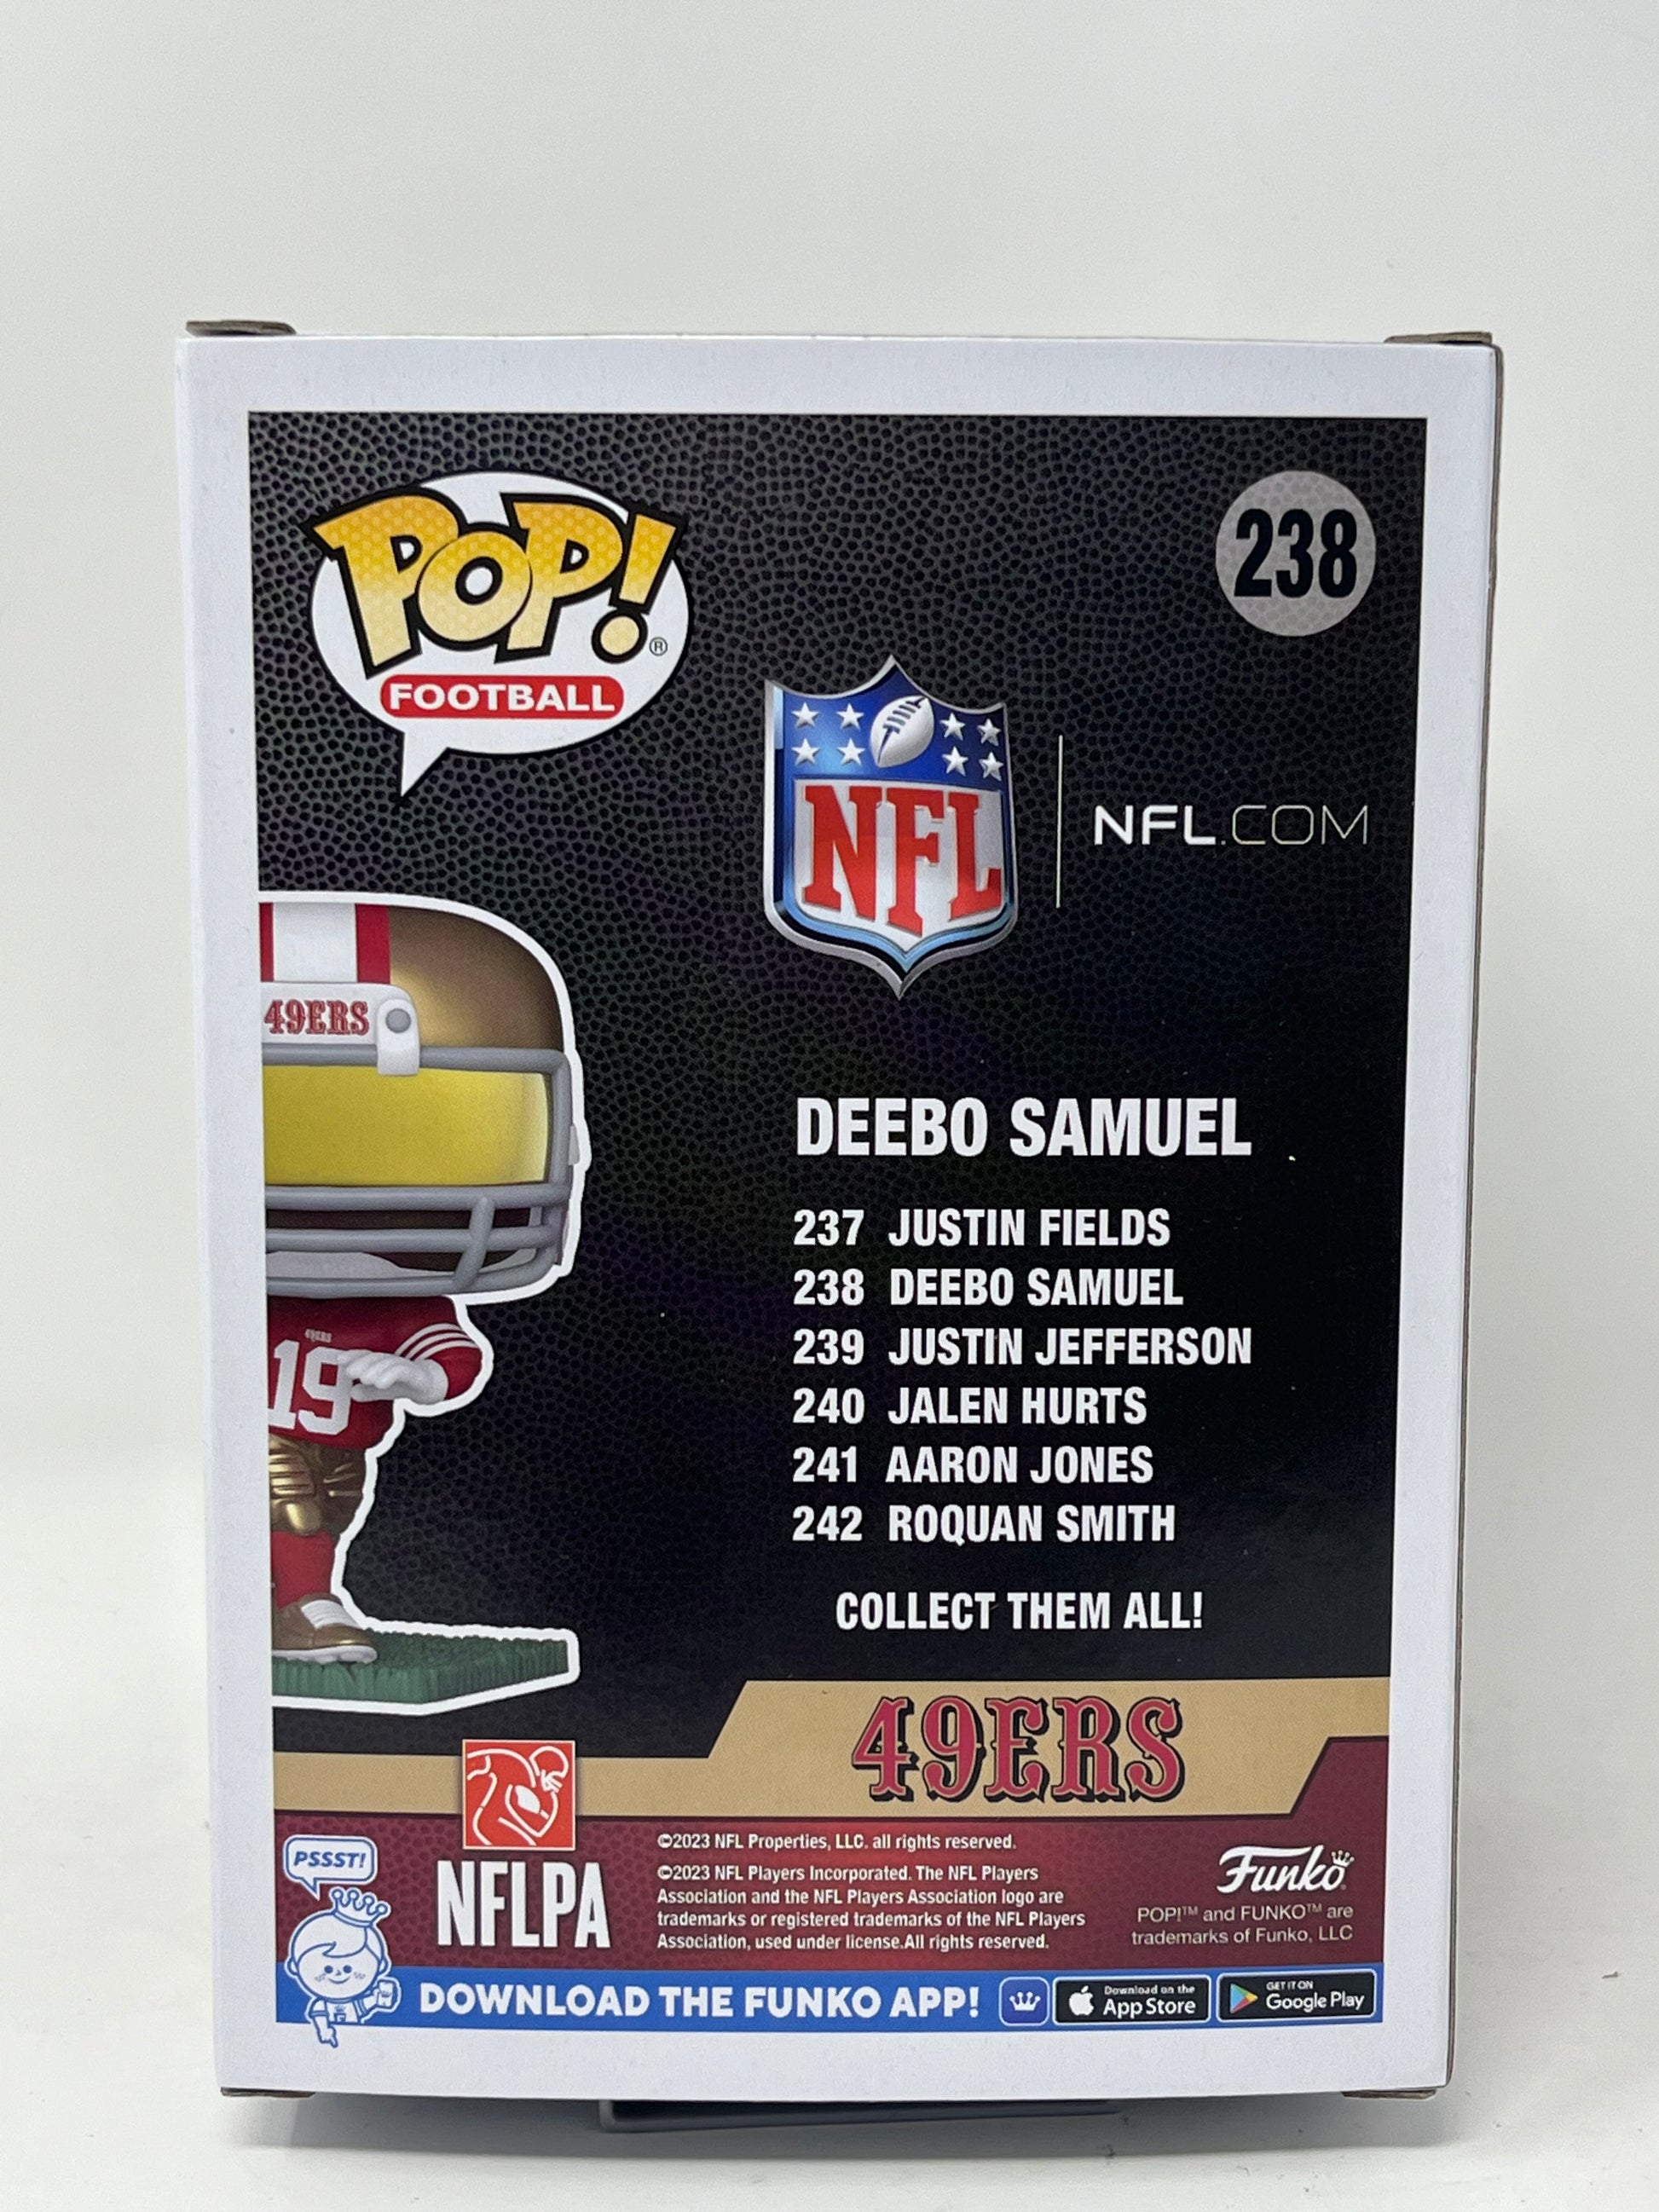 POP!®
FOOTBALL
238
NFL
NFL.COM
49ERS
49ERS
19
DEEBO SAMUEL
237 JUSTIN FIELDS
238 DEEBO SAMUEL
239 JUSTIN JEFFERSON
240 JALEN HURTS
241 AARON JONES
242 ROQUAN SMITH
COLLECT THEM ALL!
49ERS
NFLPA
©2023 NFL Properties, LLC. all rights reserved.
©2023 NFL Players Incorporated. The NFL Players
Association and the NFL Players Association logo are
trademarks or registered trademarks of the NFL Players
Association, used under license.All rights reserved.
Funko
POP!™ and FUNKO™ are
trademarks of Funko, LLC
PSSST!
DOWNLOAD THE FUNKO APP!
Download on the
App Store
GET IT ON
Google Play